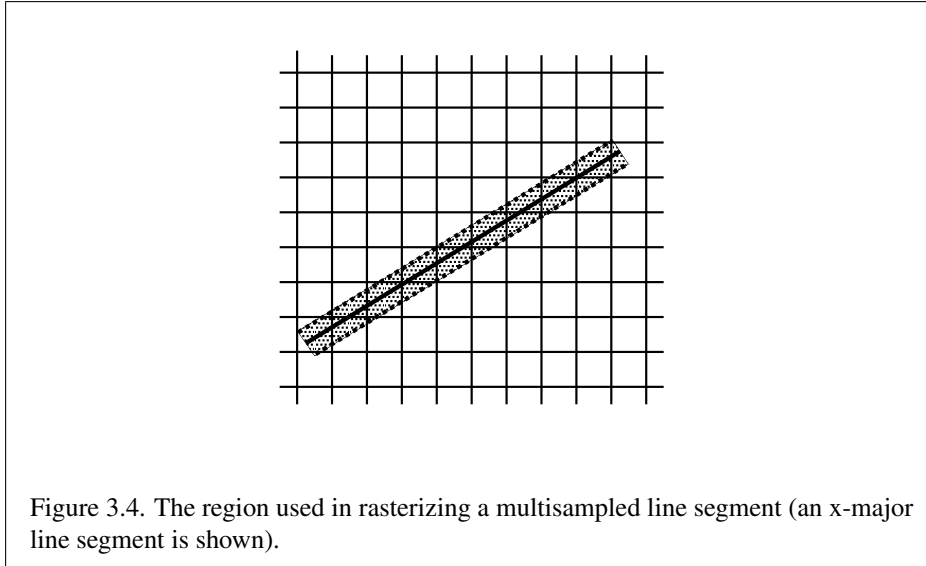 Figure 3.4. The region used in rasterizing a multisampled line segment (an x-major
line segment is shown).